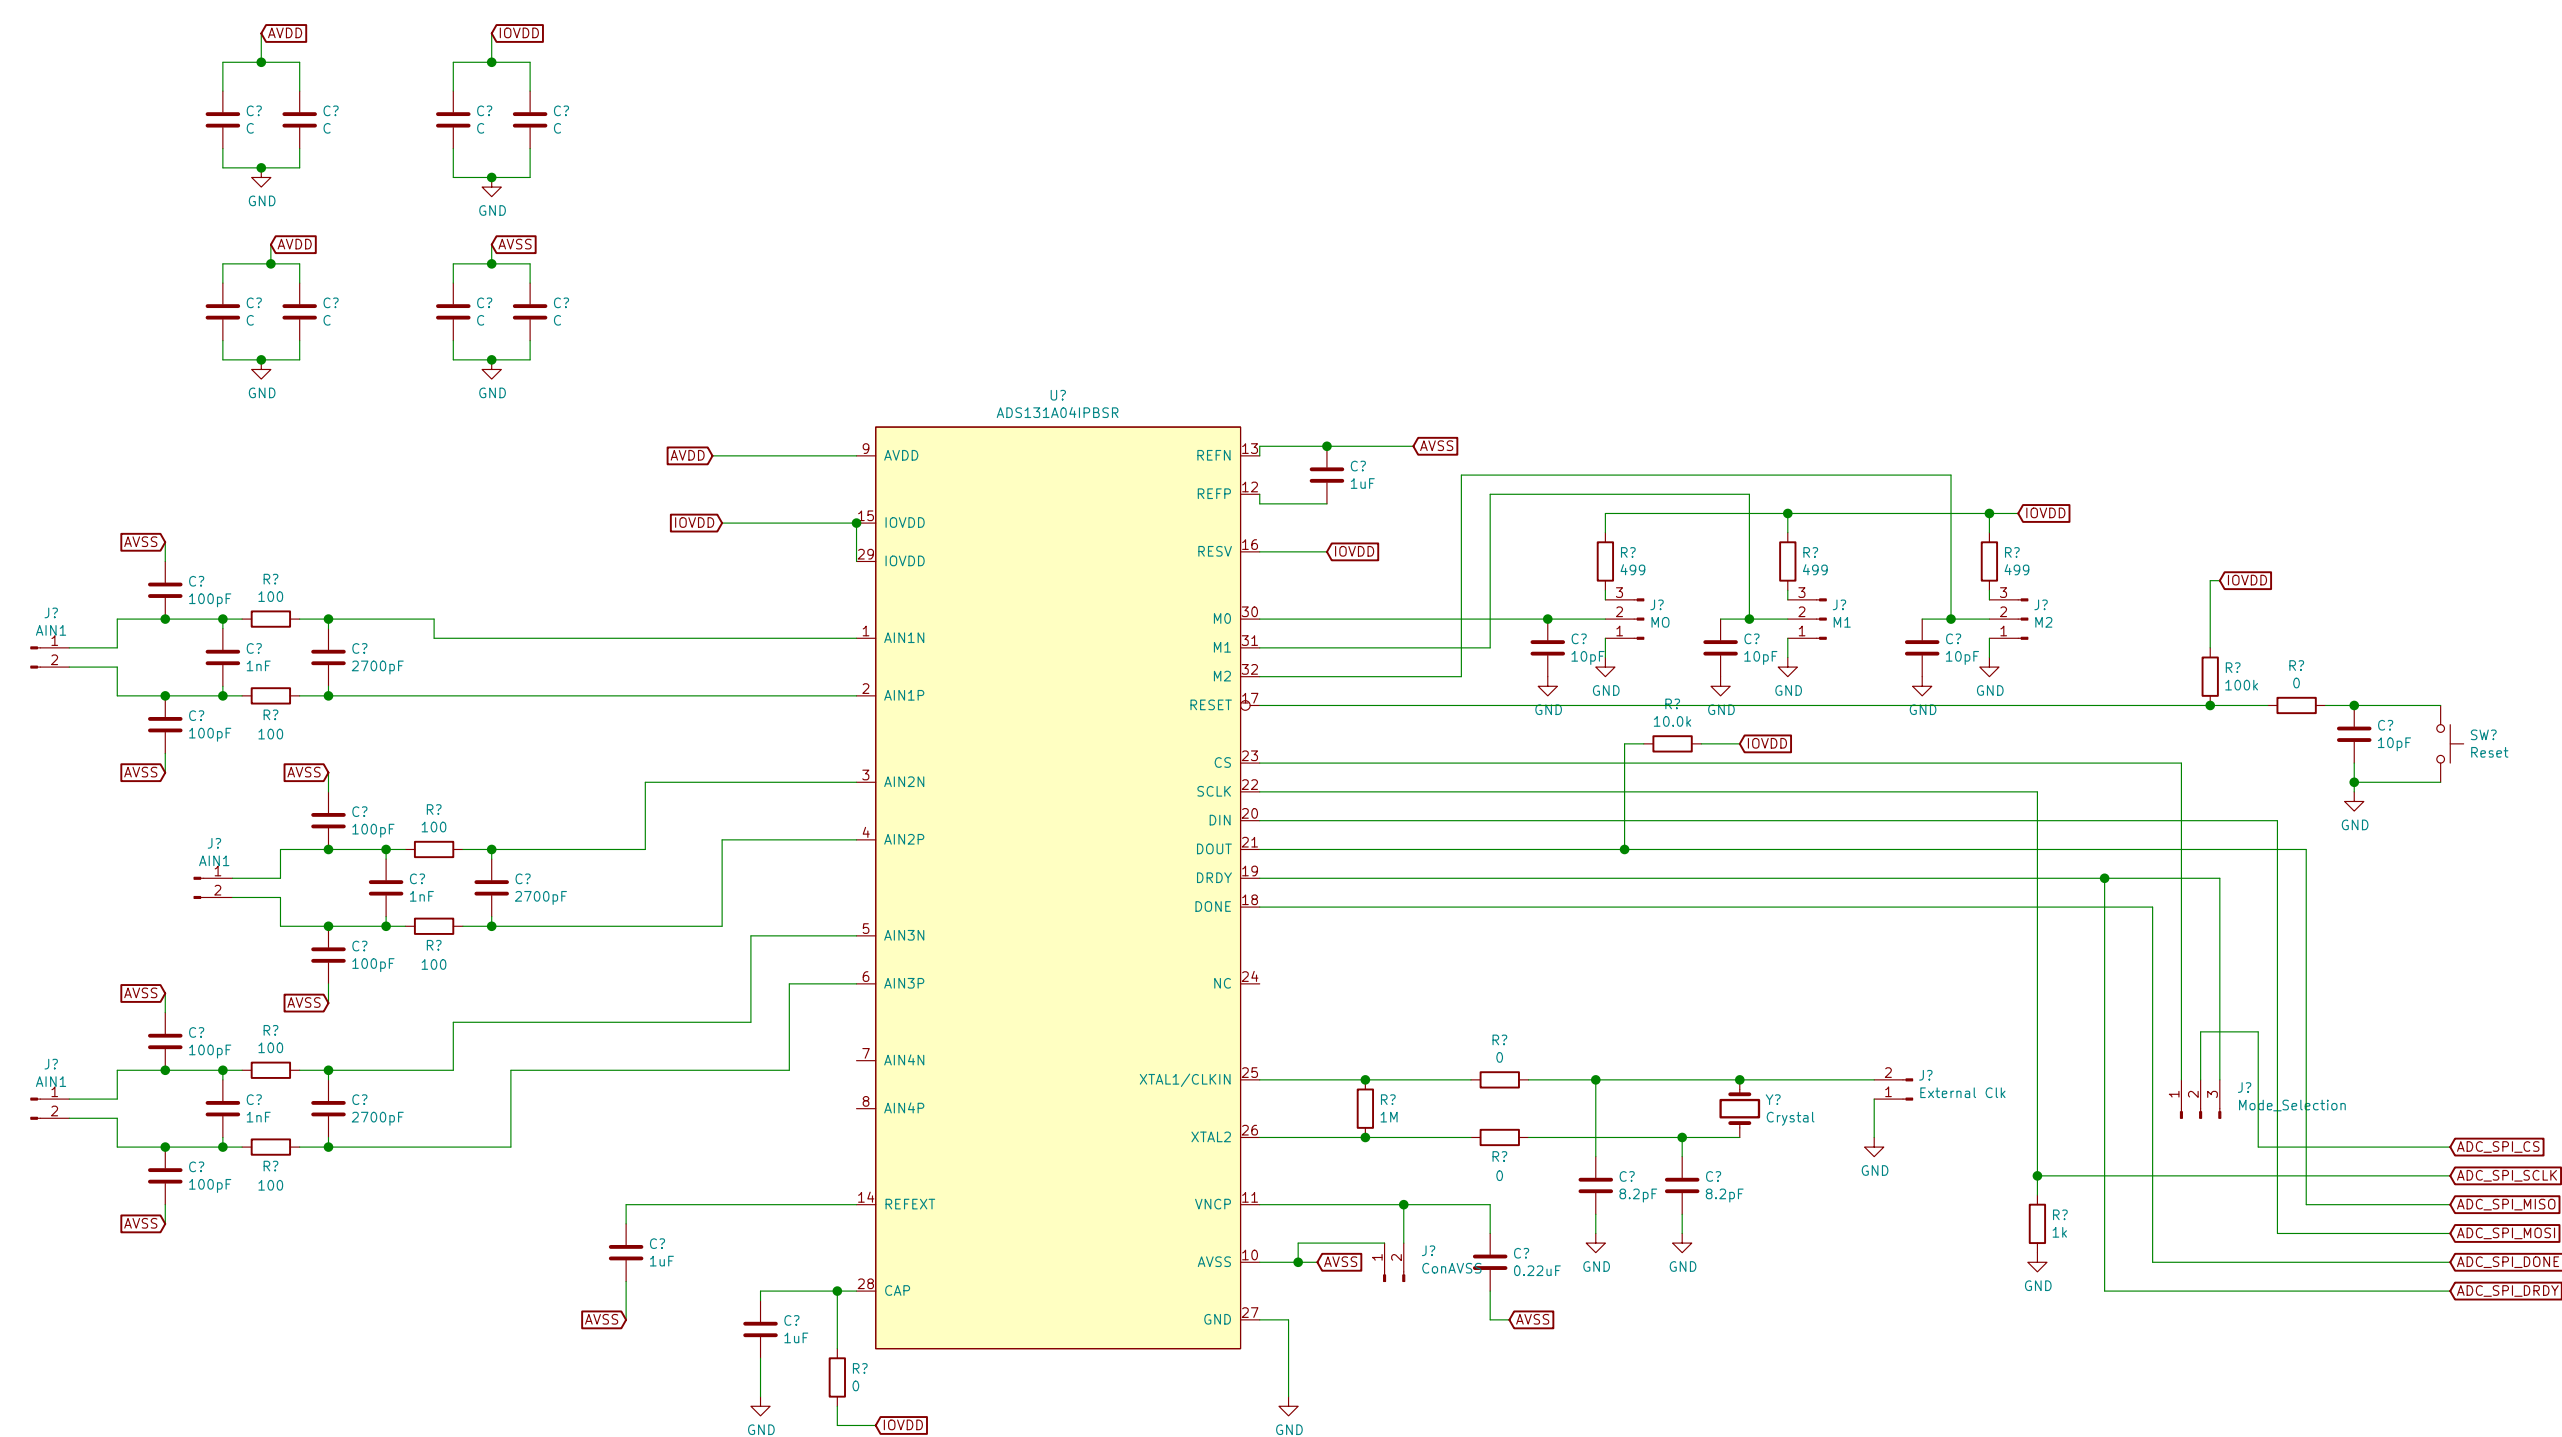 AVDD
IOVDD
C?
C
C?
C
C?
C
C?
C
GND
GND
AVDD
AVSS
C?
C
C?
C
C?
C
C?
C
GND
GND
U?
ADS131A04IPBSR
AVDD
9
AVDD
IOVDD
15
IOVDD
29
IOVDD
1
AIN1N
2
AIN1P
3
AIN2N
4
AIN2P
5
AIN3N
6
AIN3P
7
AIN4N
8
AIN4P
14
REFEXT
28
CAP
REFN
13
REFP
12
RESV
16
M0
30
M1
31
M2
32
RESET
17
CS
23
SCLK
22
DIN
20
DOUT
21
DRDY
19
DONE
18
NC
24
XTAL1/CLKIN
25
XTAL2
26
VNCP
11
AVSS
10
GND
27
AVSS
C?
100pF
R?
100
J?
AIN1
1
2
C?
1nF
C?
2700pF
R?
100
C?
100pF
AVSS
AVSS
C?
100pF
R?
100
J?
AIN1
1
2
C?
1nF
C?
2700pF
R?
100
C?
100pF
AVSS
AVSS
C?
100pF
R?
100
J?
AIN1
1
2
C?
1nF
C?
2700pF
R?
100
C?
100pF
AVSS
C?
1uF
AVSS
C?
1uF
GND
R?
0
IOVDD
AVSS
C?
1uF
IOVDD
IOVDD
R?
499
R?
499
R?
499
3
2
1
J?
M0
3
2
1
J?
M1
3
2
1
J?
M2
C?
10pF
C?
10pF
C?
10pF
GND
GND
GND
GND
GND
GND
IOVDD
R?
100k
R?
0
C?
10pF
SW?
Reset
GND
R?
10.0k
IOVDD
R?
0
R?
1M
R?
0
Y?
Crystal
2
1
J?
External Clk
GND
C?
8.2pF
C?
8.2pF
GND
GND
AVSS
1
2
J?
ConAVSS
C?
0.22uF
AVSS
GND
1
2
3
J?
Mode_Selection
R?
1k
GND
ADC_SPI_CS
ADC_SPI_SCLK
ADC_SPI_MISO
ADC_SPI_MOSI
ADC_SPI_DONE
ADC_SPI_DRDY